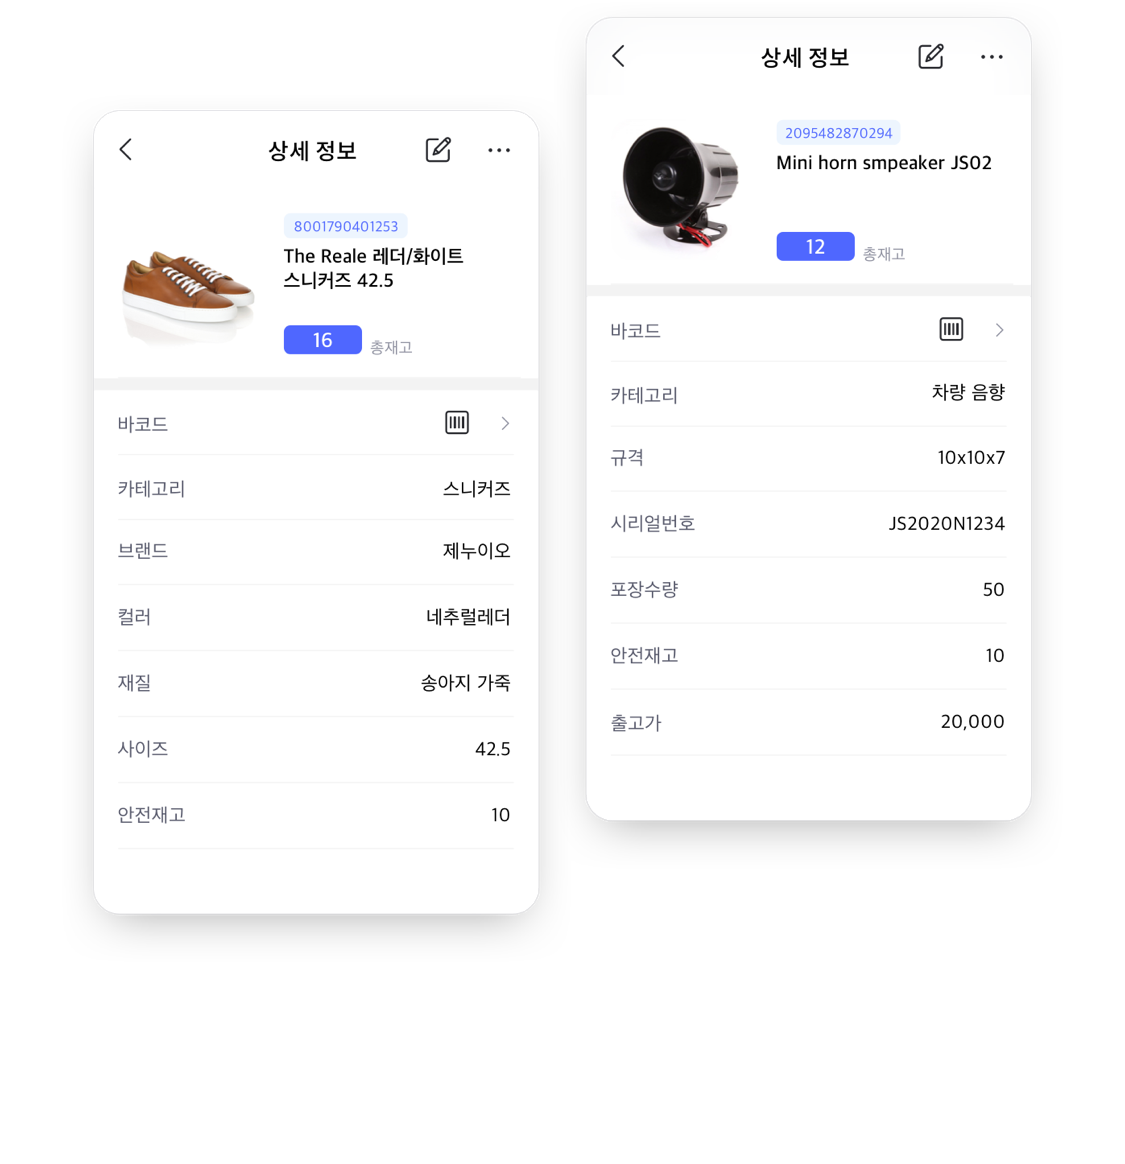 상세 정보
8001790401253
The Reale 레더/화이트
스니커즈 42.5
16 총재고
바코드
카테고리 스니커즈
브랜드 제누이오
컬러 네추럴레더
재질 송아지 가죽
사이즈 42.5
안전재고 10
상세 정보
2095482870294
Mini horn smpeaker JS02
12 총재고
바코드
카테고리 차량 음향
규격 10x10x7
시리얼번호 JS2020N1234
포장수량 50
안전재고 10
출고가 20,000